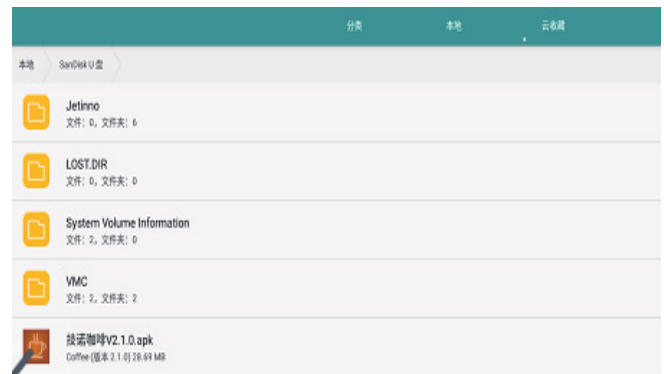 分类 本地 云收藏
本地 SanDisk U 盘
Jetinno
文件: 0, 文件夹: 6
LOST.DIR
文件: 0, 文件夹: 0
System Volume Information
文件: 2, 文件夹: 0
VMC
文件: 2, 文件夹: 2
技诺咖啡V2.1.0.apk
Coffee (版本 2.1.0) 28.69 MB